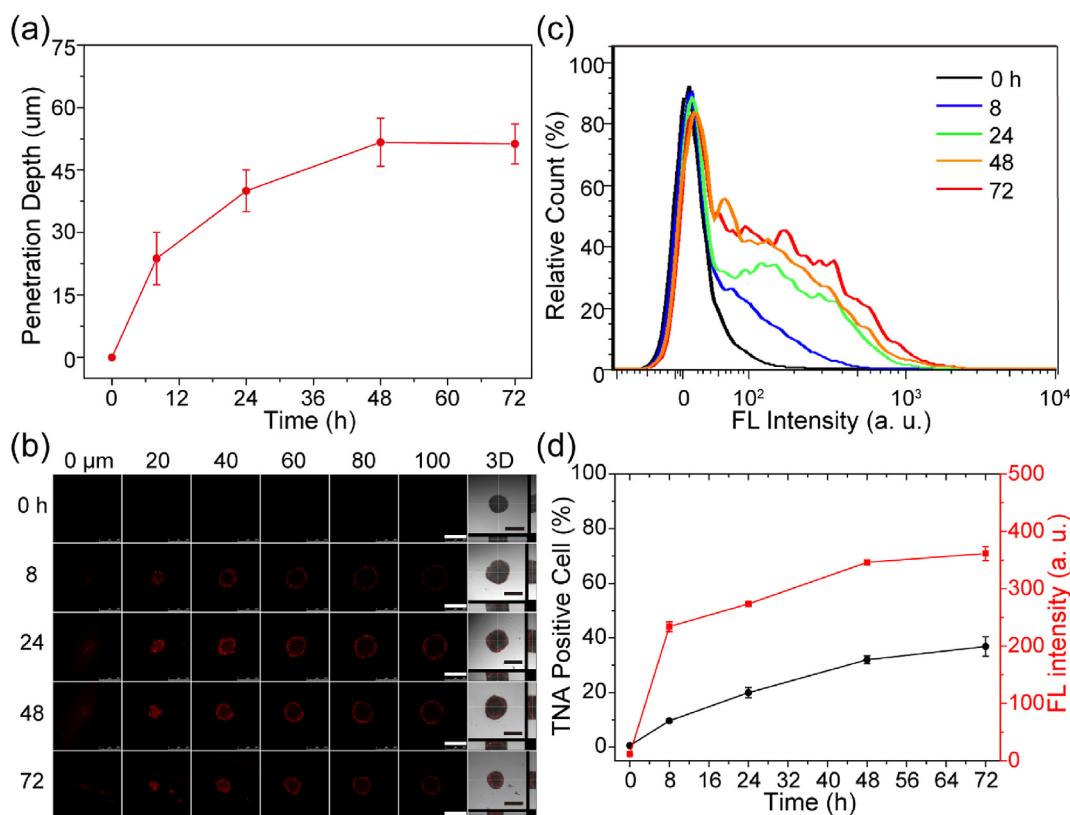 (a)
75
60
45
30
15
0
Penetration Depth (um)
0 12 24 36 48 60 72
Time (h)
(c)
100
80
60
40
20
0
Relative Count (%)
0 h
8
24
48
72
0 10² 10³ 10⁴
FL Intensity (a. u.)
(b)
0 µm 20 40 60 80 100 3D
0 h
8
24
48
72
(d)
100
80
60
40
20
0
TNA Positive Cell (%)
500
400
300
200
100
0
FL intensity (a. u.)
0 8 16 24 32 40 48 56 64 72
Time (h)